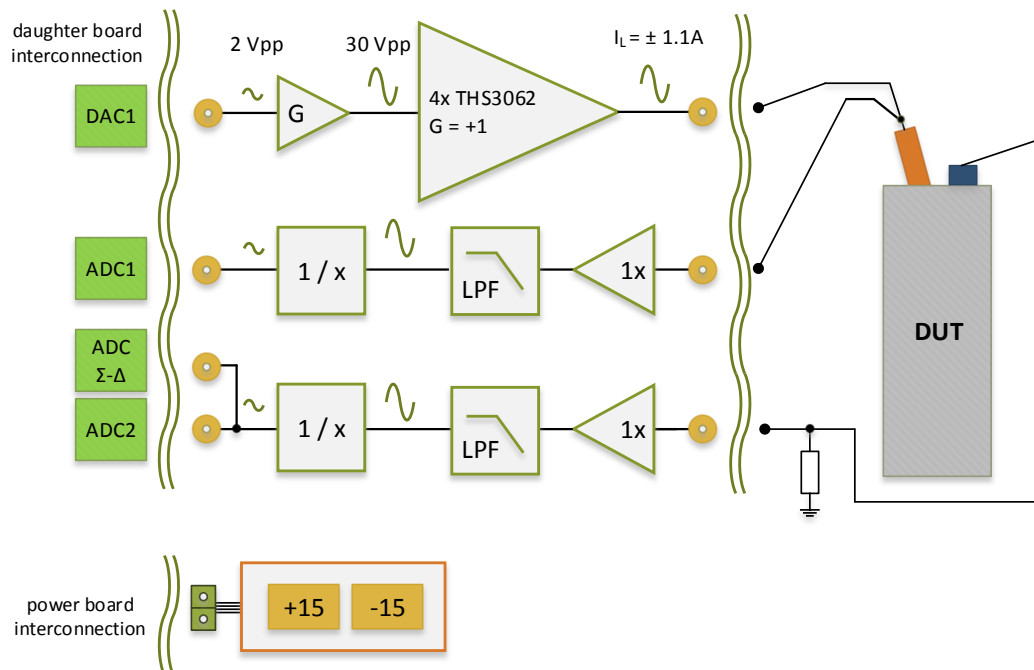 daughter board
interconnection
2 Vpp
30 Vpp
I_L = ± 1.1A
DAC1
G
4x THS3062
G = +1
ADC1
1 / x
LPF
1x
DUT
ADC
Σ-Δ
ADC2
1 / x
LPF
1x
power board
interconnection
+15
-15